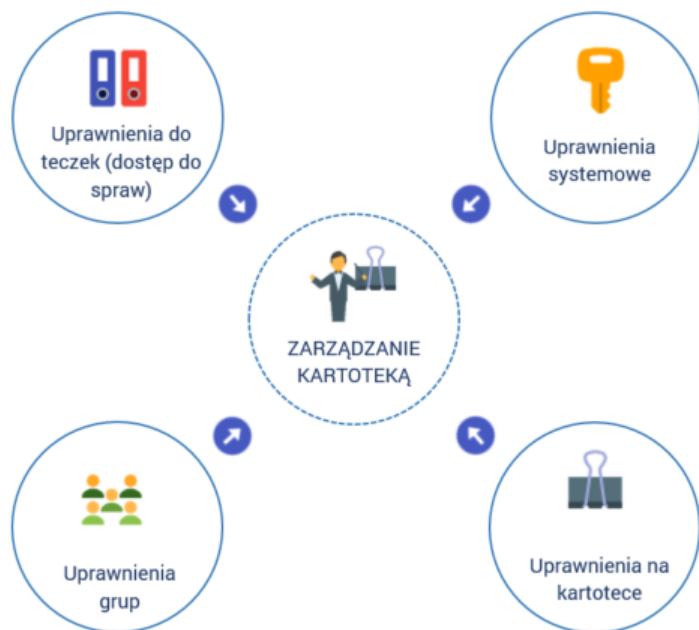 Uprawnienia do
teczek (dostęp do
spraw)
Uprawnienia
systemowe
ZARZĄDZANIE
KARTOTEKĄ
Uprawnienia
grup
Uprawnienia na
kartotece